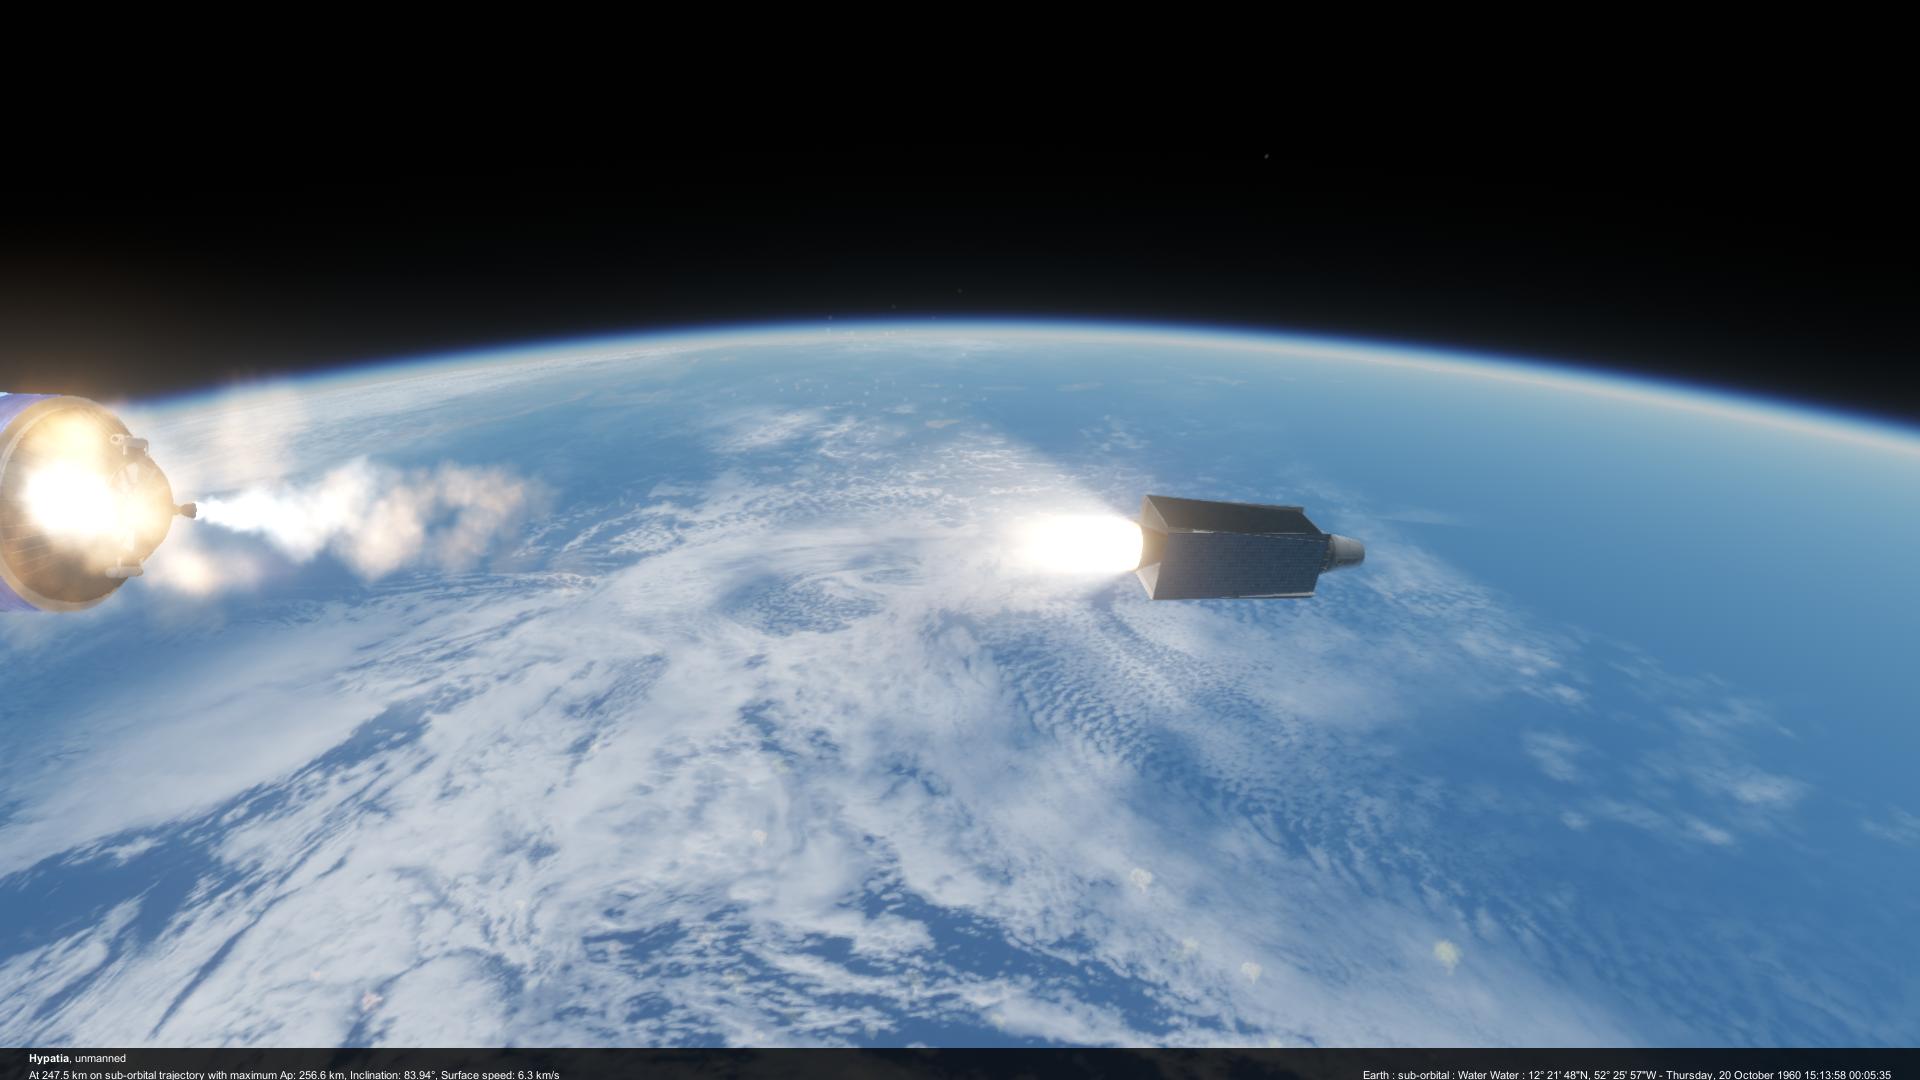 Hypatia, unmanned
At 247.5 km on sub-orbital trajectory with maximum Ap: 256.6 km, Inclination: 83.94°, Surface speed: 6.3 km/s
Earth : sub-orbital : Water Water : 12° 21' 48"N, 52° 25' 57"W - Thursday, 20 October 1960 15:13:58 00:05:35